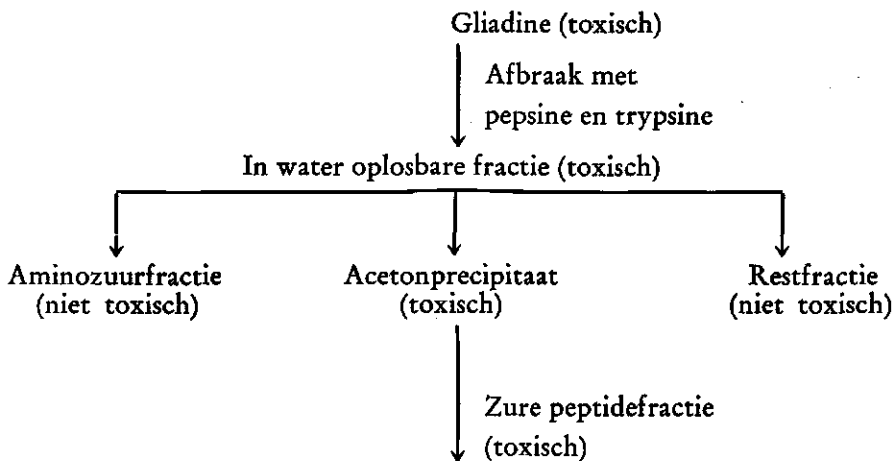 Gliadine (toxisch)
Afbraak met
pepsine en trypsine
In water oplosbare fractie (toxisch)
Aminozuurfractie
(niet toxisch)
Acetonprecipitaat
(toxisch)
Restfractie
(niet toxisch)
Zure peptidefractie
(toxisch)